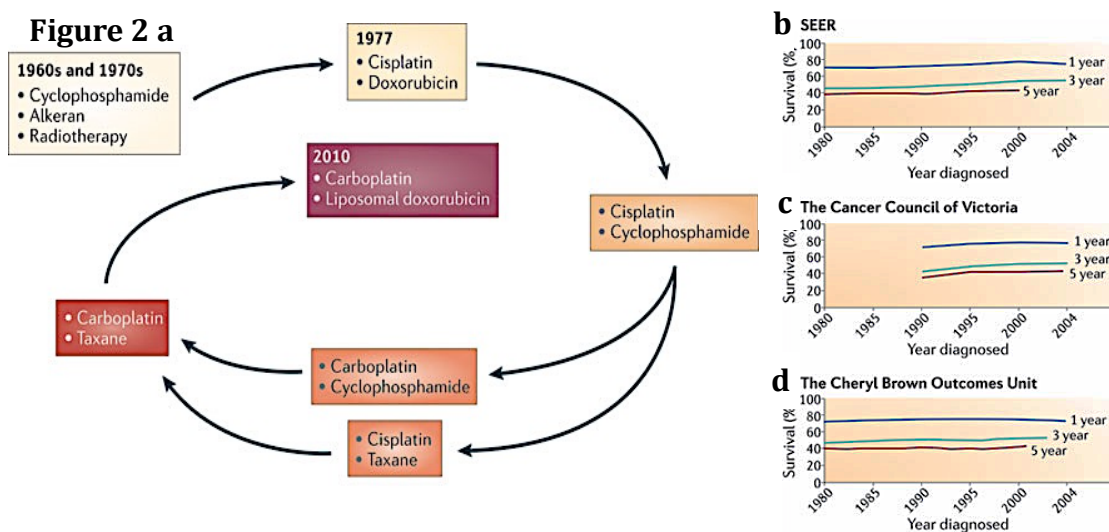 Figure 2 a
1960s and 1970s
• Cyclophosphamide
• Alkeran
• Radiotherapy
1977
• Cisplatin
• Doxorubicin
• Cisplatin
• Cyclophosphamide
• Carboplatin
• Cyclophosphamide
• Cisplatin
• Taxane
• Carboplatin
• Taxane
2010
• Carboplatin
• Liposomal doxorubicin
b SEER
Survival (%,
100
80
60
40
20
0
1 year
3 year
5 year
1980
1985
1990
1995
2000
2004
Year diagnosed
c The Cancer Council of Victoria
Survival (%)
100
80
60
40
20
0
1 year
3 year
5 year
1980
1985
1990
1995
2000
2004
Year diagnosed
d The Cheryl Brown Outcomes Unit
Survival (%
100
80
60
40
20
0
1 year
3 year
5 year
1980
1985
1990
1995
2000
2004
Year diagnosed